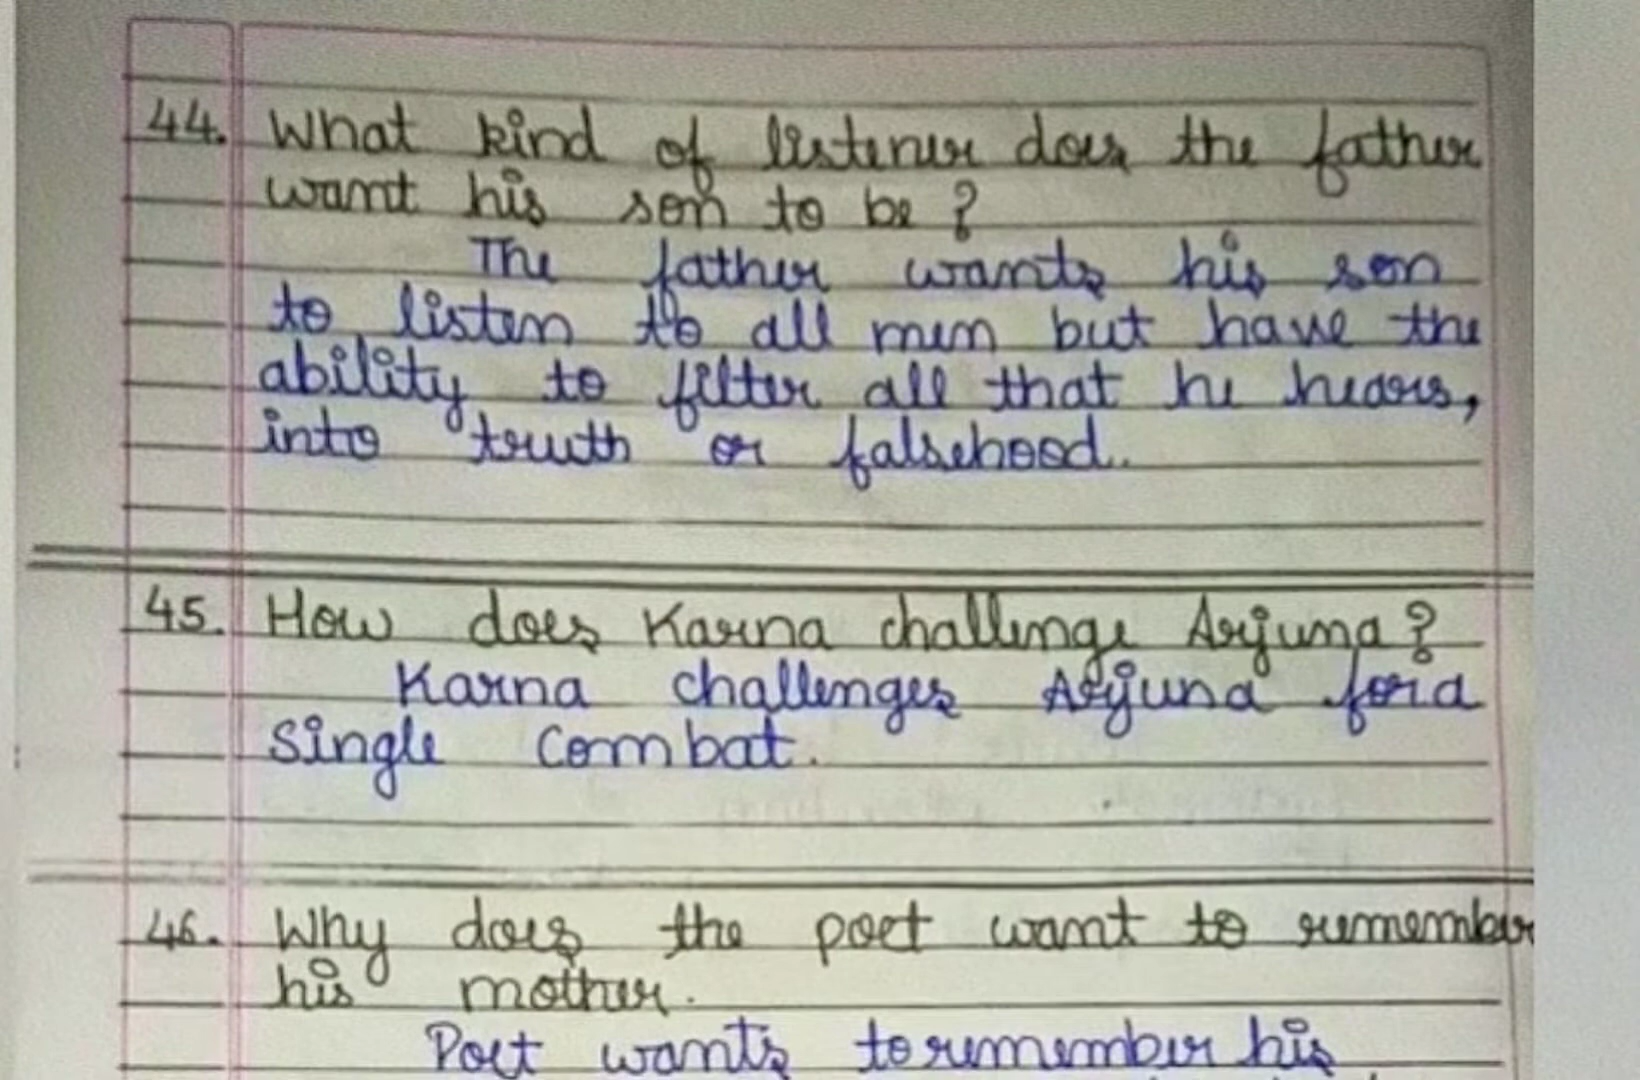 44. What kind of listener does the father
want his son to be ?
The father wants his son
to listen to all men but have the
ability to filter all that he hears,
into truth or falsehood.
45. How does Karna challenge Arjuna ?
Karna challenges Arjuna for a
single combat.
46. Why does the poet want to remember
his mother.
Poet wants to remember his